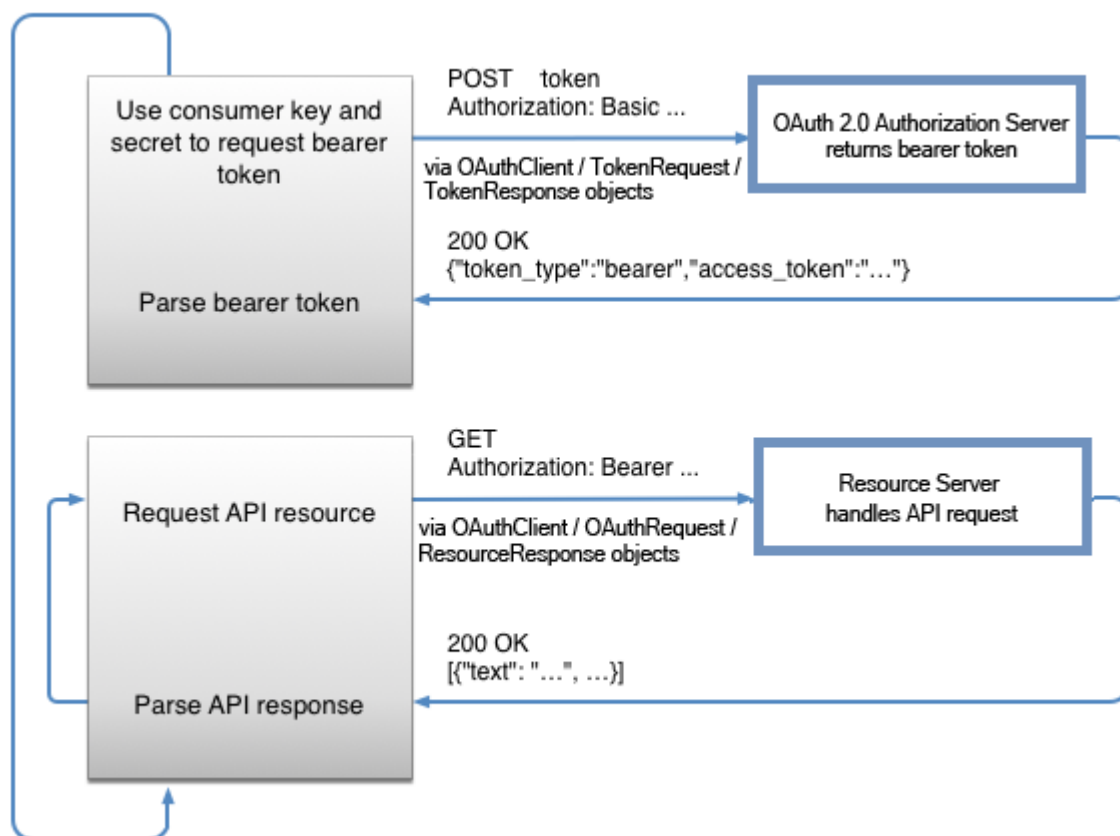 Use consumer key and
secret to request bearer
token
Parse bearer token
POST token
Authorization: Basic ...
via OAuthClient / TokenRequest /
TokenResponse objects
OAuth 2.0 Authorization Server
returns bearer token
200 OK
{"token_type":"bearer","access_token":"…"}
Request API resource
Parse API response
GET
Authorization: Bearer ...
via OAuthClient / OAuthRequest /
ResourceResponse objects
Resource Server
handles API request
200 OK
[{"text": "…", …}]